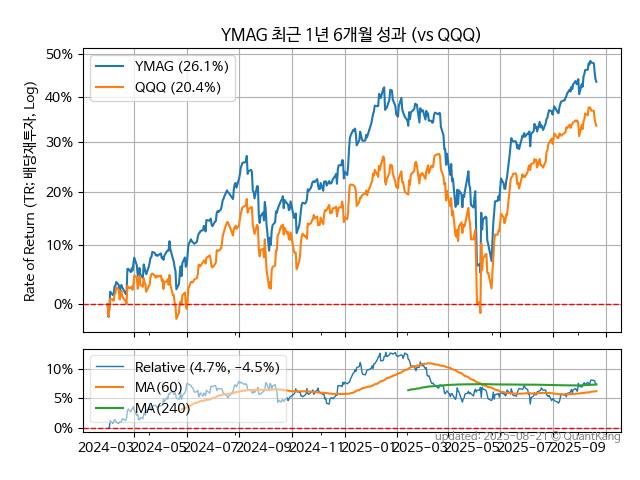 YMAG 최근 1년 6개월 성과 (vs QQQ)
Rate of Return (TR: 배당재투자, Log)
50%
40%
30%
20%
10%
0%
YMAG (26.1%)
QQQ (20.4%)
10%
5%
0%
Relative (4.7%, −4.5%)
MA(60)
MA(240)
2024-03
2024-05
2024-07
2024-09
2024-11
2025-01
2025-03
2025-05
2025-07
2025-09
updated: 2025-08-21 © QuantKang